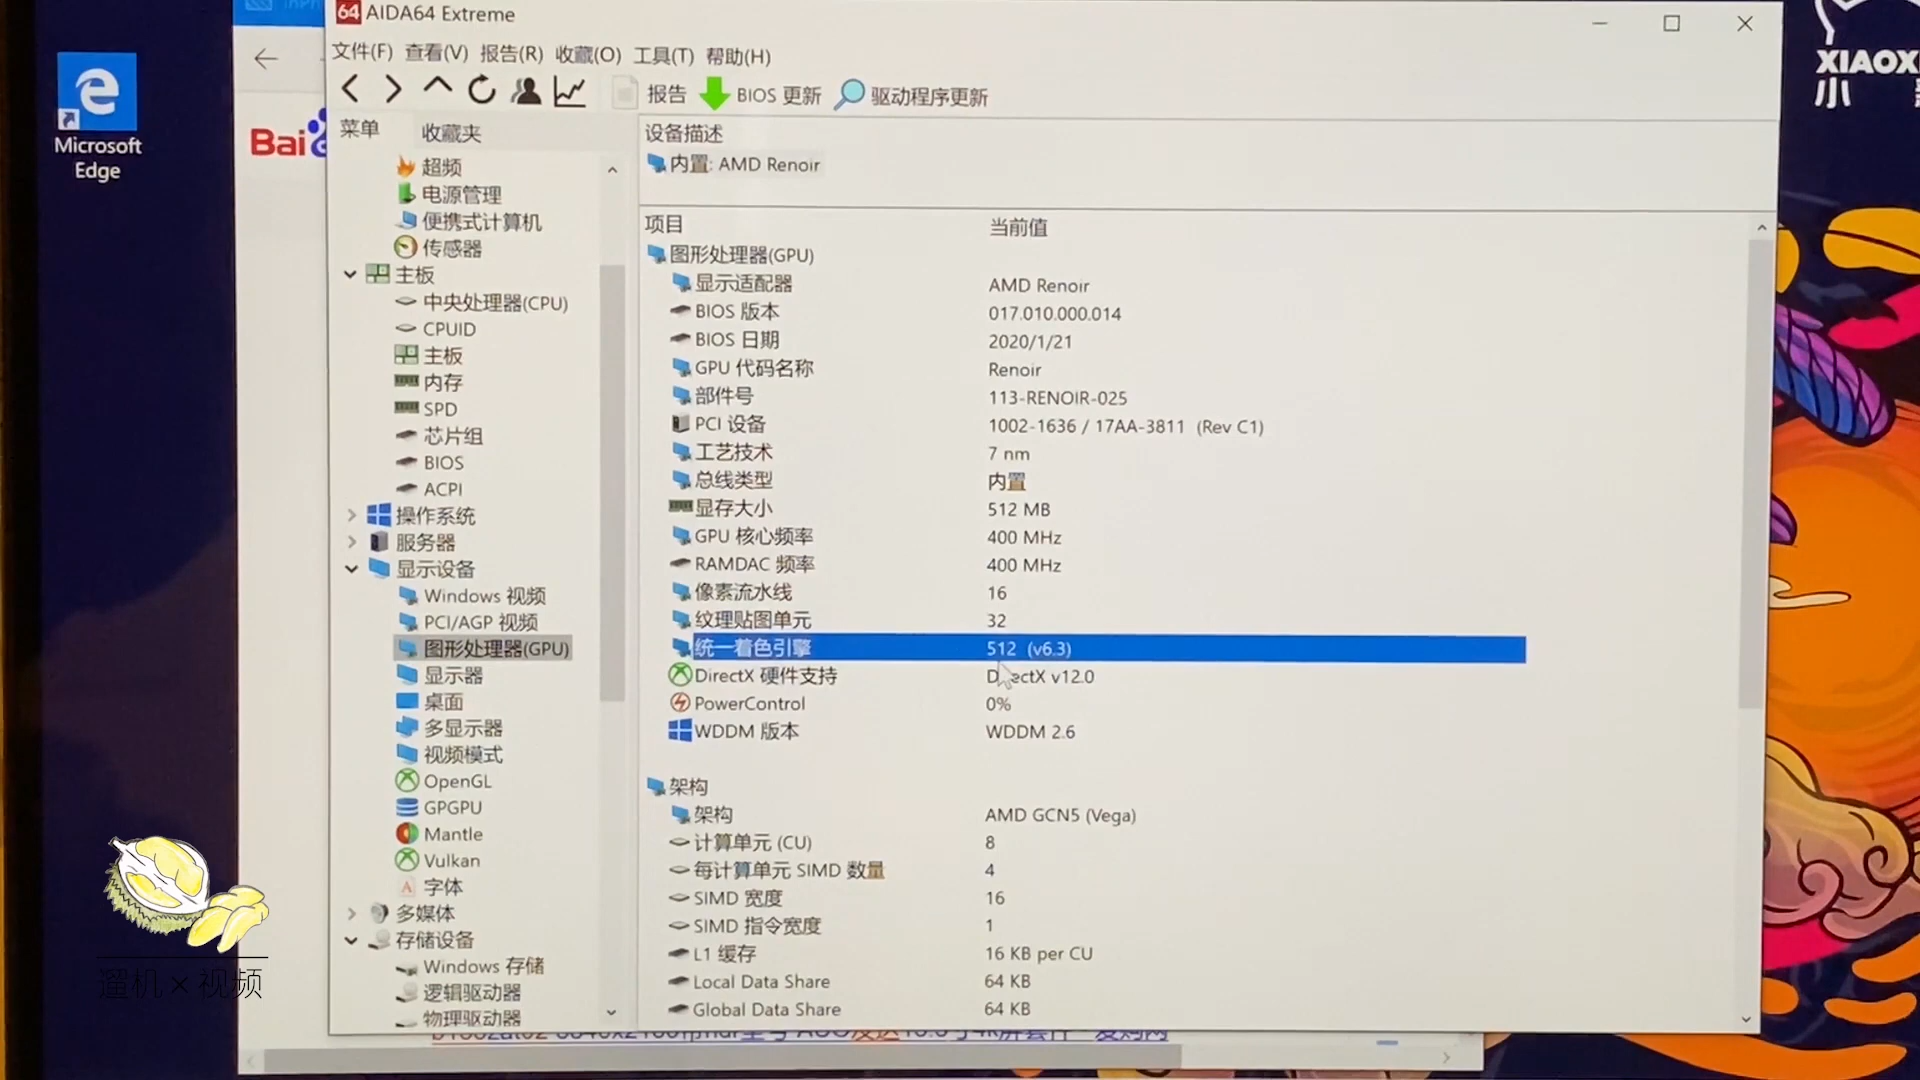 Microsoft
Edge
Bai
64 AIDA64 Extreme
文件(F) 查看(V) 报告(R) 收藏(O) 工具(T) 帮助(H)
报告 BIOS 更新 驱动程序更新
菜单 收藏夹
超频
电源管理
便携式计算机
传感器
主板
中央处理器(CPU)
CPUID
主板
内存
SPD
芯片组
BIOS
ACPI
操作系统
服务器
显示设备
Windows 视频
PCI/AGP 视频
图形处理器(GPU)
显示器
桌面
多显示器
视频模式
OpenGL
GPGPU
Mantle
Vulkan
字体
多媒体
存储设备
Windows 存储
逻辑驱动器
物理驱动器
设备描述
内置: AMD Renoir
项目 当前值
图形处理器(GPU)
显示适配器 AMD Renoir
BIOS 版本 017.010.000.014
BIOS 日期 2020/1/21
GPU 代码名称 Renoir
部件号 113-RENOIR-025
PCI 设备 1002-1636 / 17AA-3811 (Rev C1)
工艺技术 7 nm
总线类型 内置
显存大小 512 MB
GPU 核心频率 400 MHz
RAMDAC 频率 400 MHz
像素流水线 16
纹理贴图单元 32
统一着色引擎 512 (v6.3)
DirectX 硬件支持 DirectX v12.0
PowerControl 0%
WDDM 版本 WDDM 2.6
架构
架构 AMD GCN5 (Vega)
计算单元 (CU) 8
每计算单元 SIMD 数量 4
SIMD 宽度 16
SIMD 指令宽度 1
L1 缓存 16 KB per CU
Local Data Share 64 KB
Global Data Share 64 KB
XIAOX
小
遛机×视频